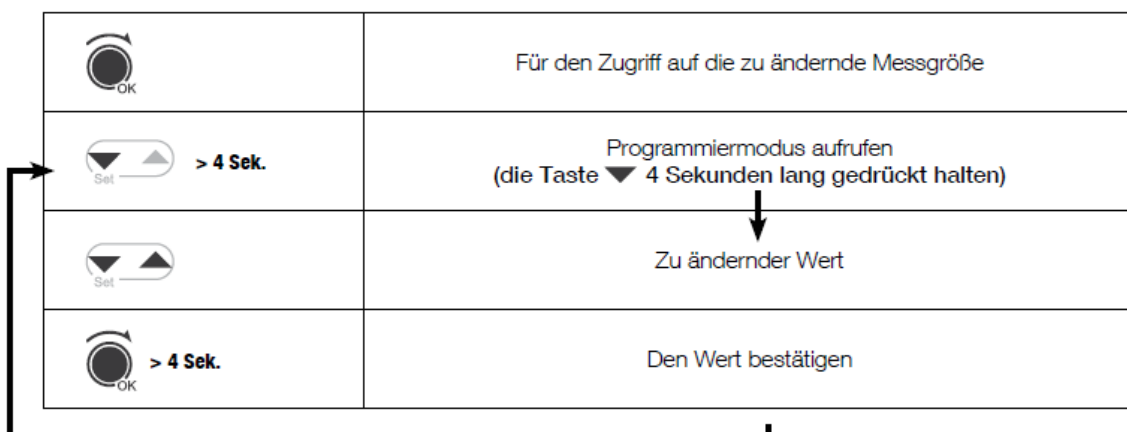 OK
Für den Zugriff auf die zu ändernde Messgröße
Set
> 4 Sek.
Programmiermodus aufrufen
(die Taste ▼ 4 Sekunden lang gedrückt halten)
Set
Zu ändernder Wert
OK
> 4 Sek.
Den Wert bestätigen